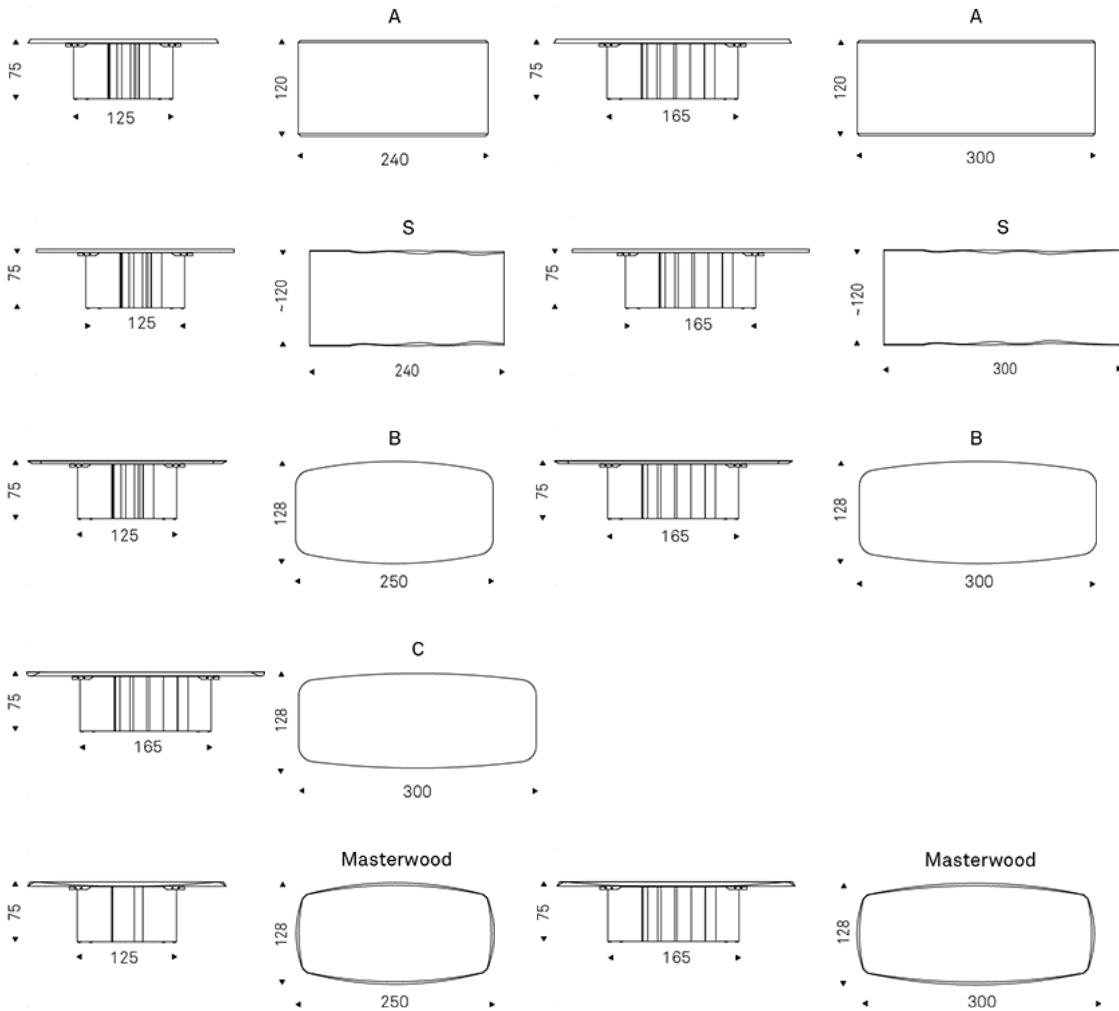 A A
75 125 120 240 75 165 120 300
S S
75 125 ~120 240 75 165 ~120 300
B B
75 125 128 250 75 165 128 300
C
75 165 128 300
Masterwood Masterwood
75 125 128 250 75 165 128 300